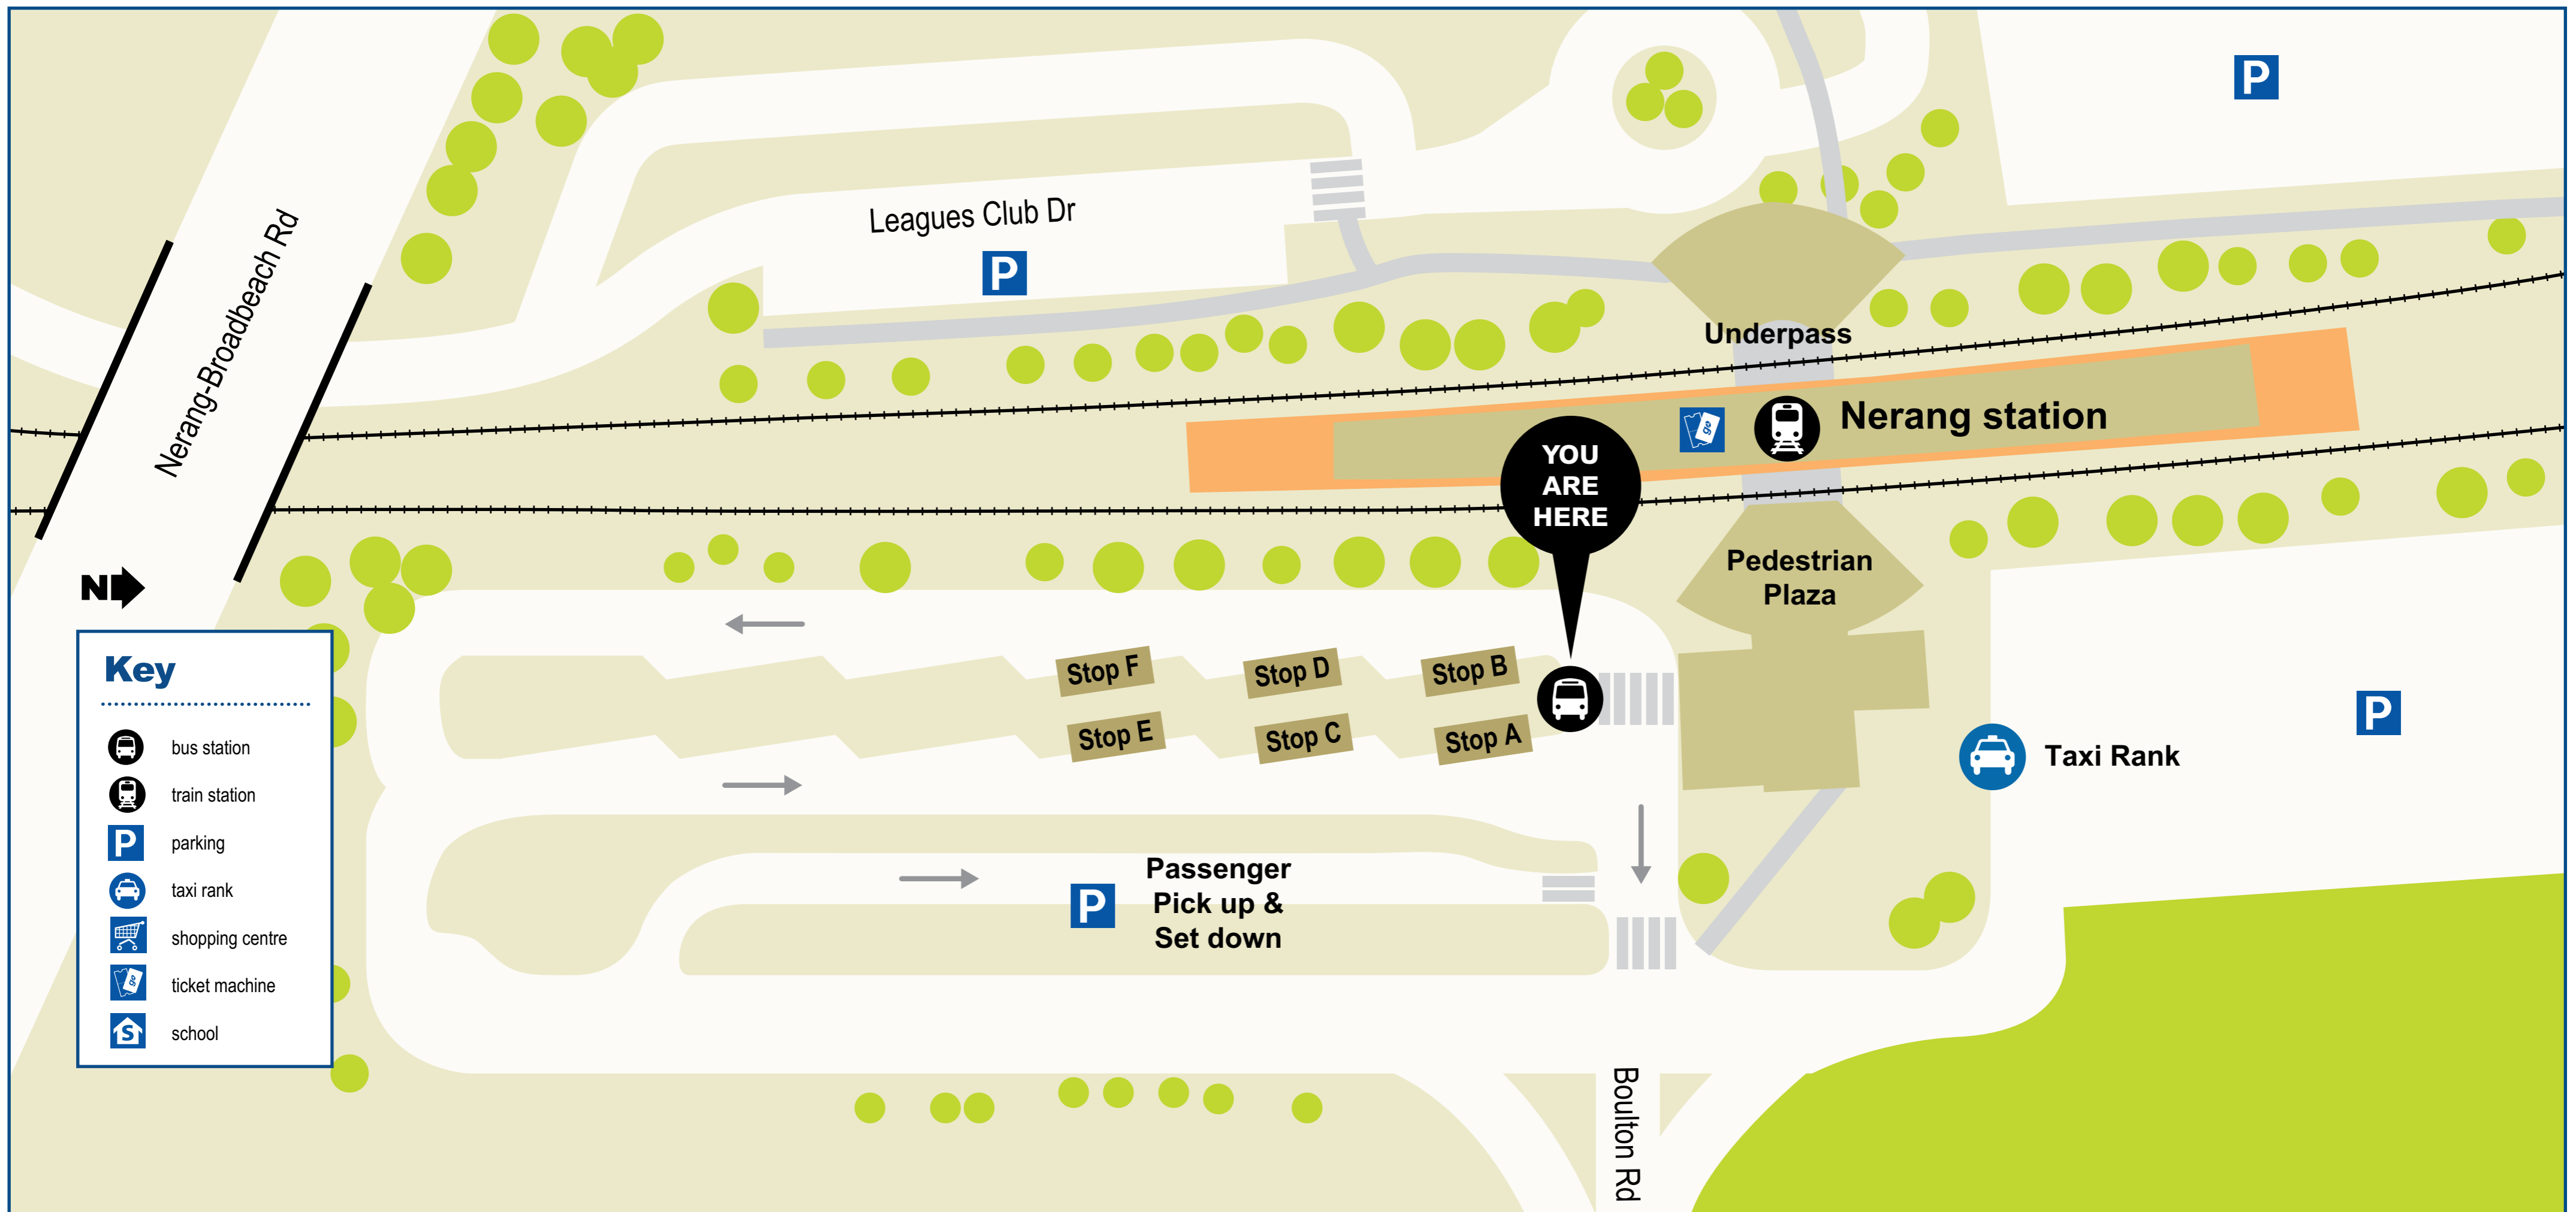 P
Leagues Club Dr
P
Nerang-Broadbeach Rd
Underpass
go
Nerang station
YOU
ARE
HERE
Pedestrian
Plaza
N
Stop F
Stop D
Stop B
Stop E
Stop C
Stop A
P
Taxi Rank
Passenger
Pick up &
Set down
P
Boulton Rd
Key
bus station
train station
P parking
taxi rank
shopping centre
go ticket machine
S school